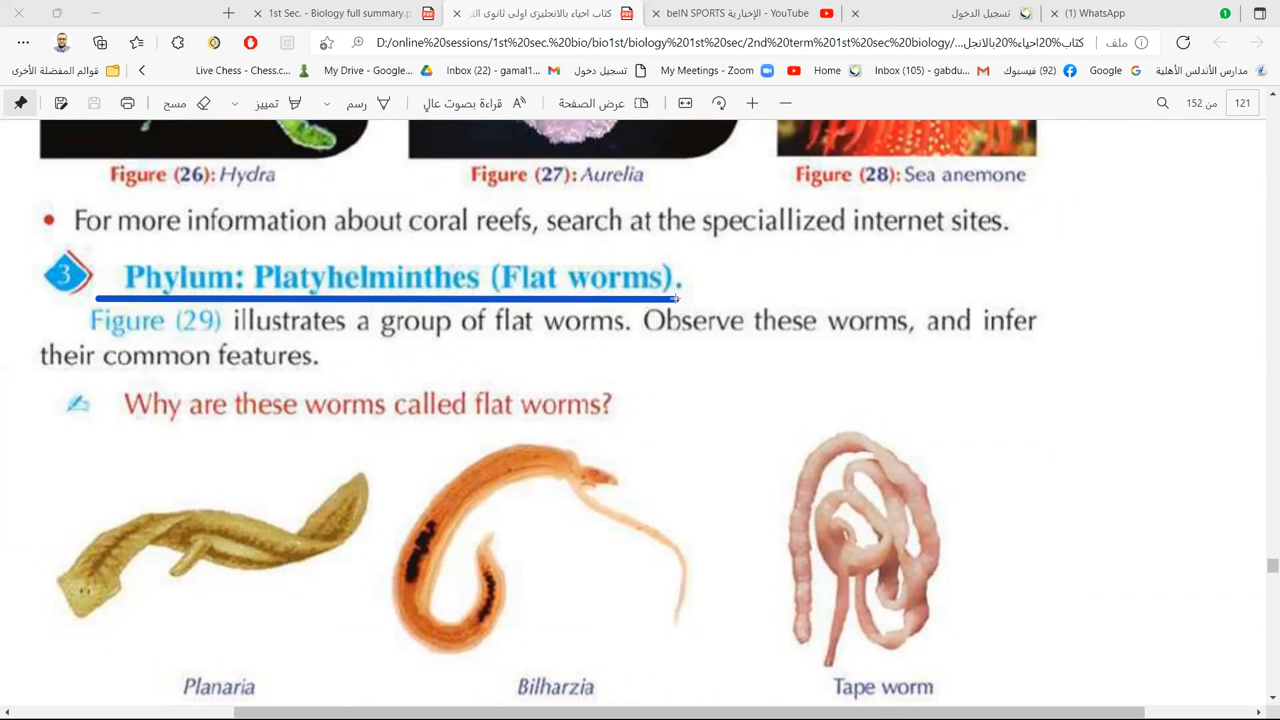 1st Sec. - Biology full summary.p
كتاب احياء بالانجليزى اولى ثانوى الت
beIN SPORTS الإخبارية - YouTube
تسجيل الدخول
(1) WhatsApp
D:/online%20sessions/1st%20sec.%20bio/bio1st/biology%201st%20sec/2nd%20term%201st%20sec%20biology/...كتاب%20احياء%20بالانجل
ملف
قوائم المفضلة الأخرى
Live Chess - Chess.c...
My Drive - Google...
Inbox (22) - gamal1...
تسجيل دخول
My Meetings - Zoom
Home
Inbox (105) - gabdu...
(92) فيسبوك
Google
مدارس الأندلس الأهلية
مسح
تمييز
رسم
قراءة بصوت عالٍ
عرض الصفحة
من 152
121
Figure (26): Hydra
Figure (27): Aurelia
Figure (28): Sea anemone
• For more information about coral reefs, search at the speciallized internet sites.
3 Phylum: Platyhelminthes (Flat worms).
Figure (29) illustrates a group of flat worms. Observe these worms, and infer
their common features.
Why are these worms called flat worms?
Planaria
Bilharzia
Tape worm